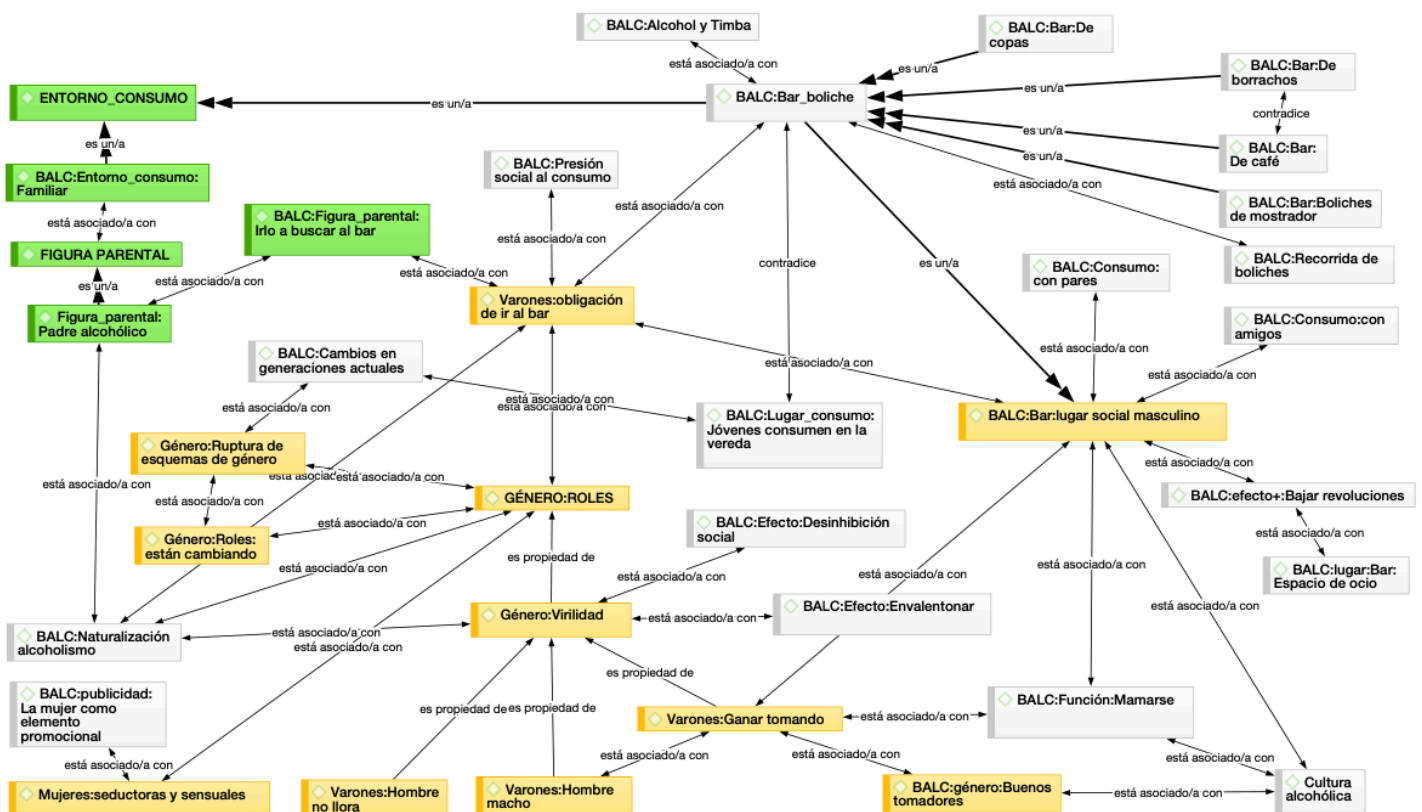 BALC:Alcohol y Timba
BALC:Bar:De
copas
está asociado/a con
es un/a
BALC:Bar:De
borrachos
ENTORNO_CONSUMO
es un/a
BALC:Bar_boliche
es un/a
contradice
es un/a
es un/a
BALC:Bar:
De café
es un/a
BALC:Presión
social al consumo
BALC:Entorno_consumo:
Familiar
está asociado/a con
BALC:Bar:Boliches
de mostrador
está asociado/a con
está asociado/a con
BALC:Figura_parental:
Irlo a buscar al bar
está asociado/a con
FIGURA PARENTAL
contradice
es un/a
BALC:Consumo:
con pares
BALC:Recorrida de
boliches
está asociado/a con
está asociado/a con
es un/a
Varones:obligación
de ir al bar
Figura_parental:
Padre alcohólico
BALC:Consumo:con
amigos
BALC:Cambios en
generaciones actuales
está asociado/a con
está asociado/a con
está asociado/a con
está asociado/a con
está asociado/a con
está asociado/a con
BALC:Lugar_consumo:
Jóvenes consumen en la
vereda
BALC:Bar:lugar social masculino
Género:Ruptura de
esquemas de género
está asociado/a con
está asociado/a con
está asociado/a con
está asociado/a con
GÉNERO:ROLES
está asociado/a con
BALC:efecto+:Bajar revoluciones
está asociado/a con
Género:Roles:
están cambiando
BALC:Efecto:Desinhibición
social
está asociado/a con
es propiedad de
está asociado/a con
está asociado/a con
está asociado/a con
BALC:lugar:Bar:
Espacio de ocio
BALC:Efecto:Envalentonar
está asociado/a con
Género:Virilidad
está asociado/a con
BALC:Naturalización
alcoholismo
está asociado/a con
está asociado/a con
es propiedad de
BALC:publicidad:
La mujer como
elemento
promocional
BALC:Función:Mamarse
es propiedad de
es propiedad de
Varones:Ganar tomando
está asociado/a con
está asociado/a con
está asociado/a con
está asociado/a con
está asociado/a con
Mujeres:seductoras y sensuales
Varones:Hombre
no llora
Varones:Hombre
macho
BALC:género:Buenos
tomadores
está asociado/a con
Cultura
alcohólica